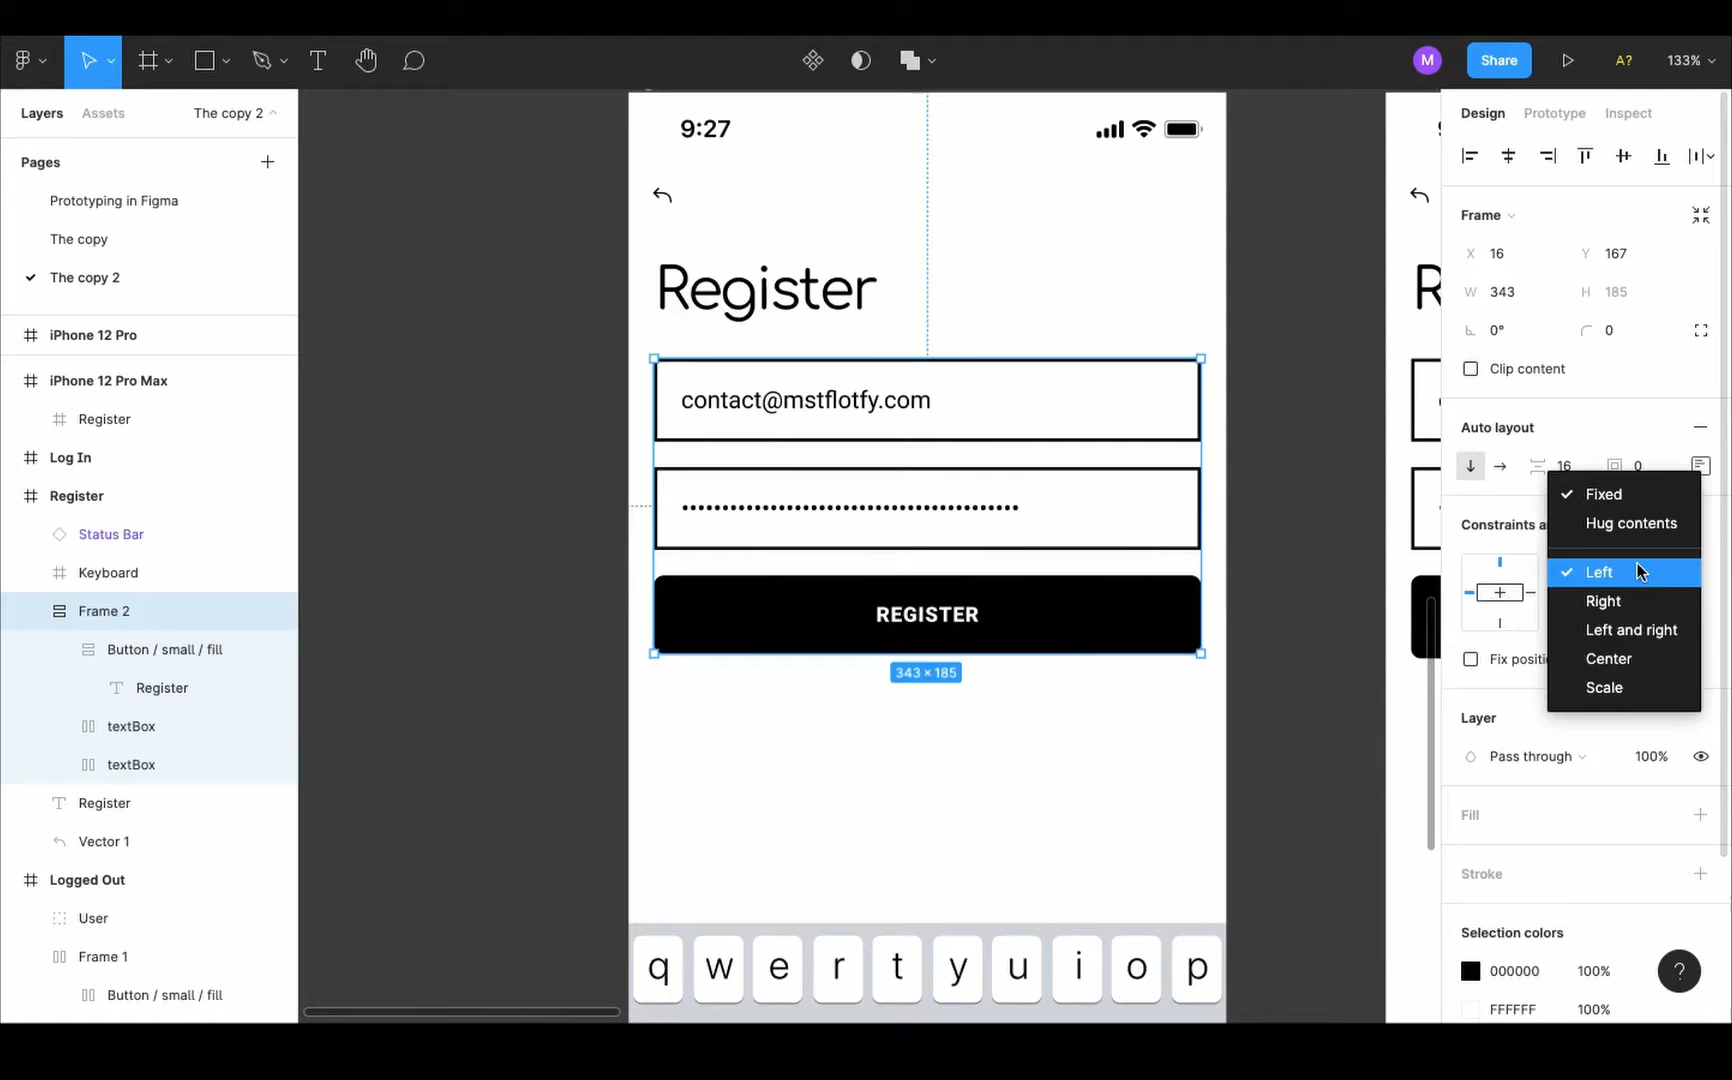 M
Share
A?
133%
Layers
Assets
The copy 2
Pages
Prototyping in Figma
The copy
The copy 2
iPhone 12 Pro
iPhone 12 Pro Max
Register
Log In
Register
Status Bar
Keyboard
Frame 2
Button / small / fill
Register
textBox
textBox
Register
Vector 1
Logged Out
User
Frame 1
Button / small / fill
9:27
Register
contact@mstflotfy.com
REGISTER
343 × 185
q w e r t y u i o p
R
Design
Prototype
Inspect
Frame
X 16
Y 167
W 343
H 185
0°
0
Clip content
Auto layout
16
0
Constraints a
Fixed
Hug contents
Left
Right
Left and right
Center
Scale
Fix positi
Layer
Pass through
100%
Fill
Stroke
Selection colors
000000 100%
FFFFFF 100%
?